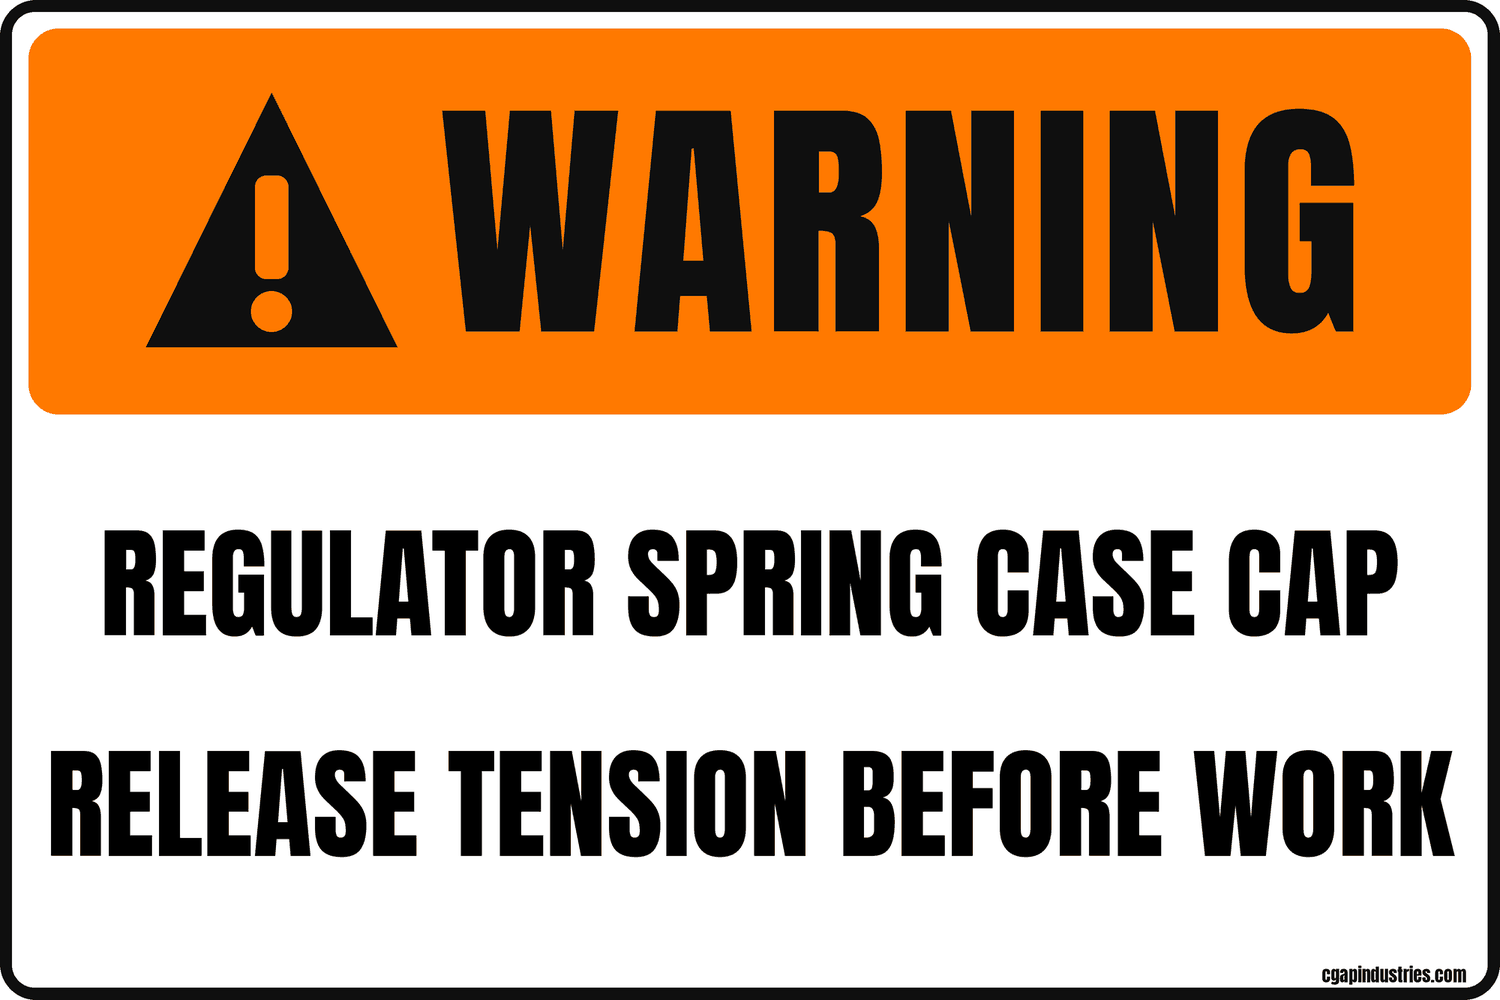 WARNING
REGULATOR SPRING CASE CAP
RELEASE TENSION BEFORE WORK
cgapindustries.com